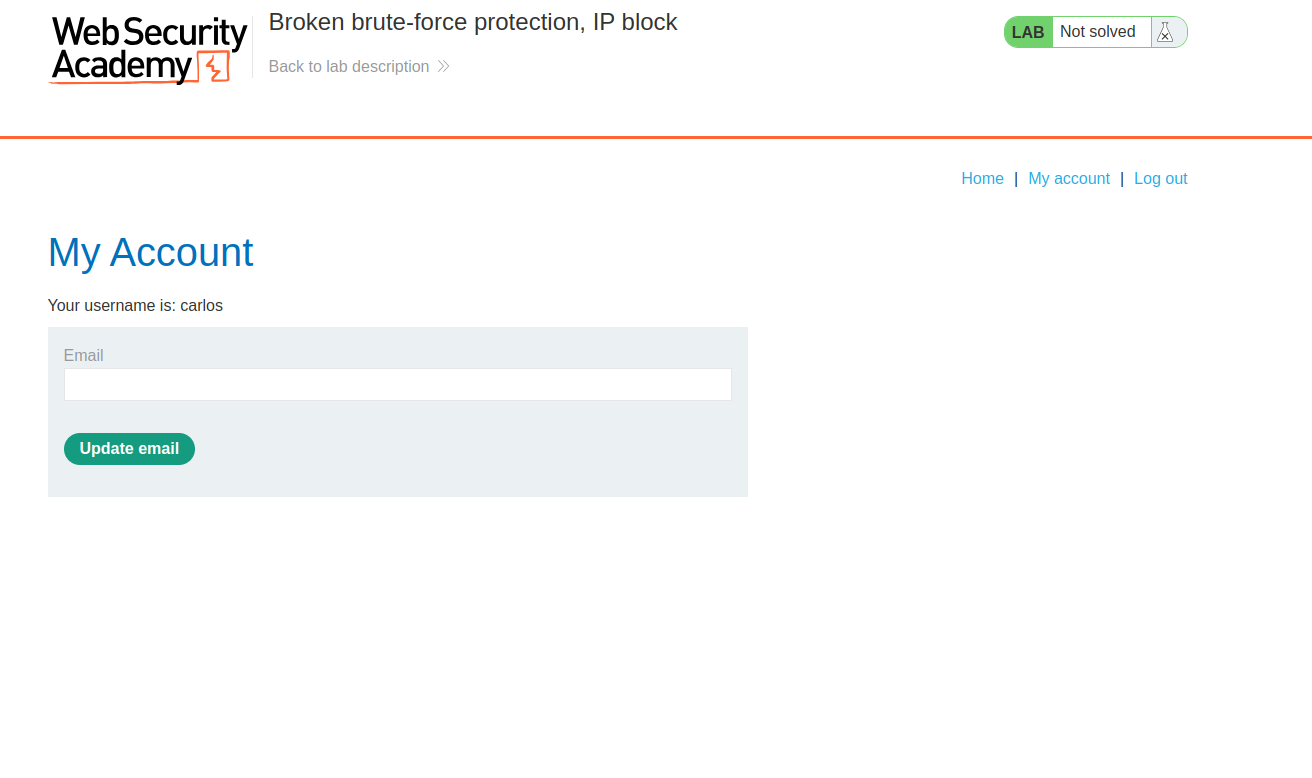 Web Security
Academy
Broken brute-force protection, IP block
Back to lab description
LAB Not solved
Home | My account | Log out
My Account
Your username is: carlos
Email
Update email